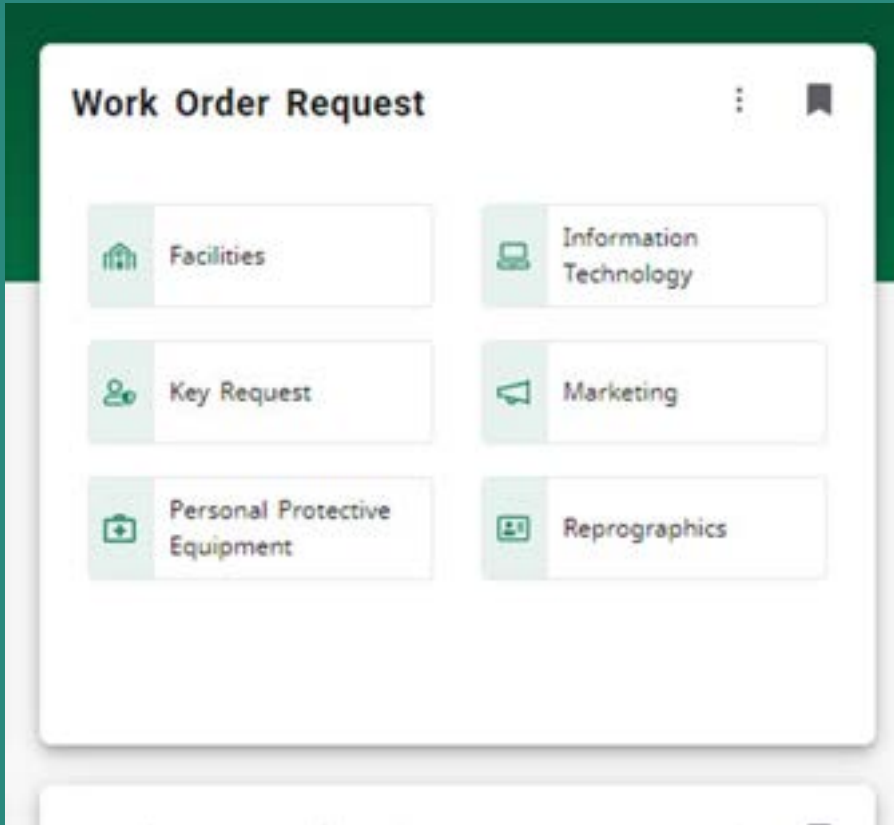 Work Order Request
Facilities
Information
Technology
Key Request
Marketing
Personal Protective
Equipment
Reprographics